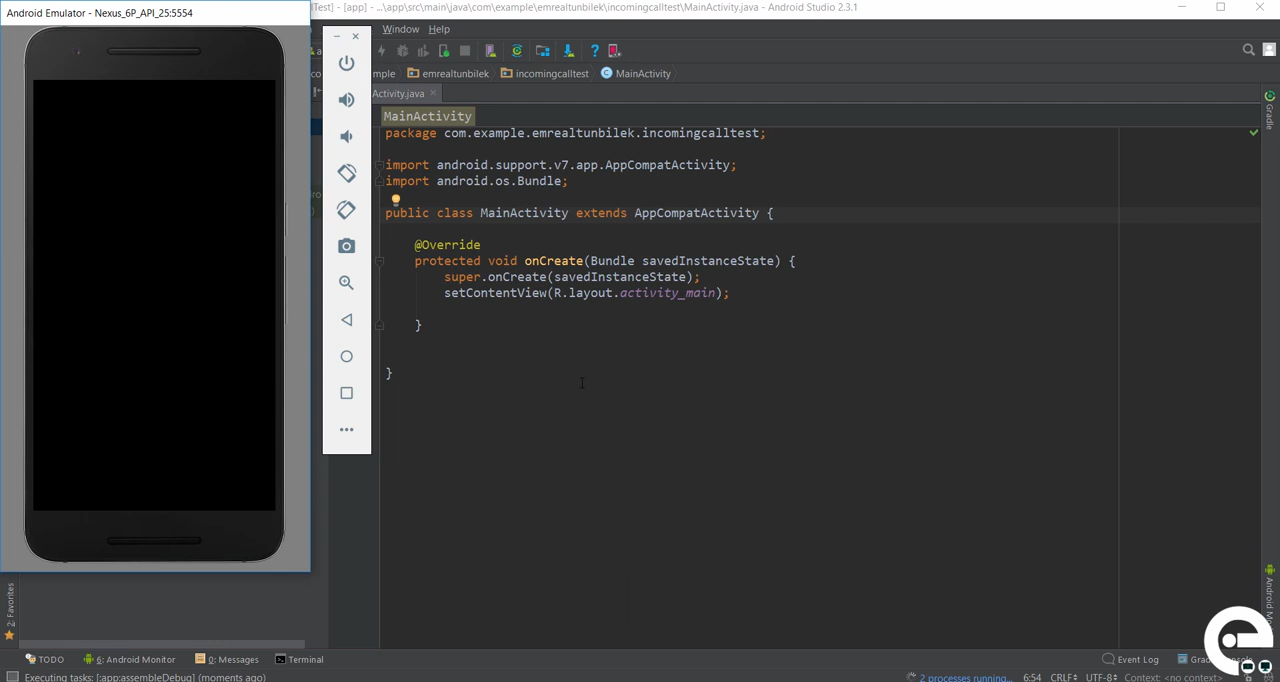 Android Emulator - Nexus_6P_API_25:5554
Test] - [app] - ...\app\src\main\java\com\example\emrealtunbilek\incomingcalltest\MainActivity.java - Android Studio 2.3.1
Window Help
mple emrealtunbilek incomingcalltest MainActivity
Activity.java
MainActivity
package com.example.emrealtunbilek.incomingcalltest;
import android.support.v7.app.AppCompatActivity;
import android.os.Bundle;
public class MainActivity extends AppCompatActivity {
@Override
protected void onCreate(Bundle savedInstanceState) {
super.onCreate(savedInstanceState);
setContentView(R.layout.activity_main);
}
}
Gradle
2: Favorites
TODO 6: Android Monitor 0: Messages Terminal Event Log
Executing tasks: [:app:assembleDebug] (moments ago) 2 processes running... 6:54 CRLF UTF-8 Context: <no context>